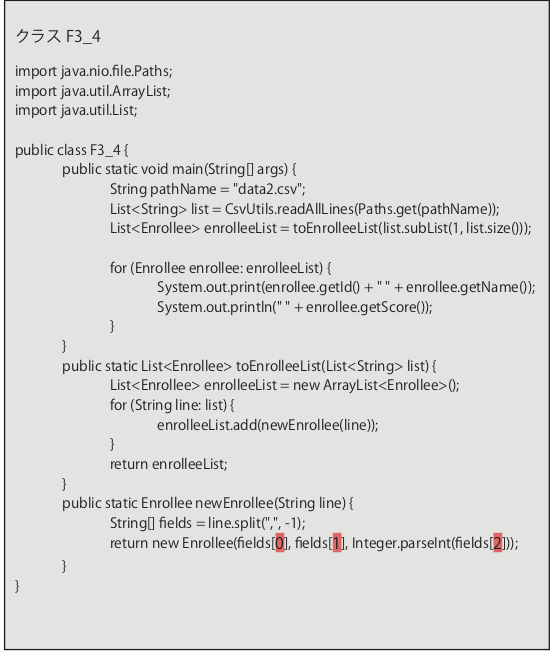 クラス F3_4
import java.nio.file.Paths;
import java.util.ArrayList;
import java.util.List;
public class F3_4 {
public static void main(String[] args) {
String pathName = "data2.csv";
List<String> list = CsvUtils.readAllLines(Paths.get(pathName));
List<Enrollee> enrolleeList = toEnrolleeList(list.subList(1, list.size()));
for (Enrollee enrollee: enrolleeList) {
System.out.print(enrollee.getId() + " " + enrollee.getName());
System.out.println(" " + enrollee.getScore());
}
}
public static List<Enrollee> toEnrolleeList(List<String> list) {
List<Enrollee> enrolleeList = new ArrayList<Enrollee>();
for (String line: list) {
enrolleeList.add(newEnrollee(line));
}
return enrolleeList;
}
public static Enrollee newEnrollee(String line) {
String[] fields = line.split(",", -1);
return new Enrollee(fields[0], fields[1], Integer.parseInt(fields[2]));
}
}